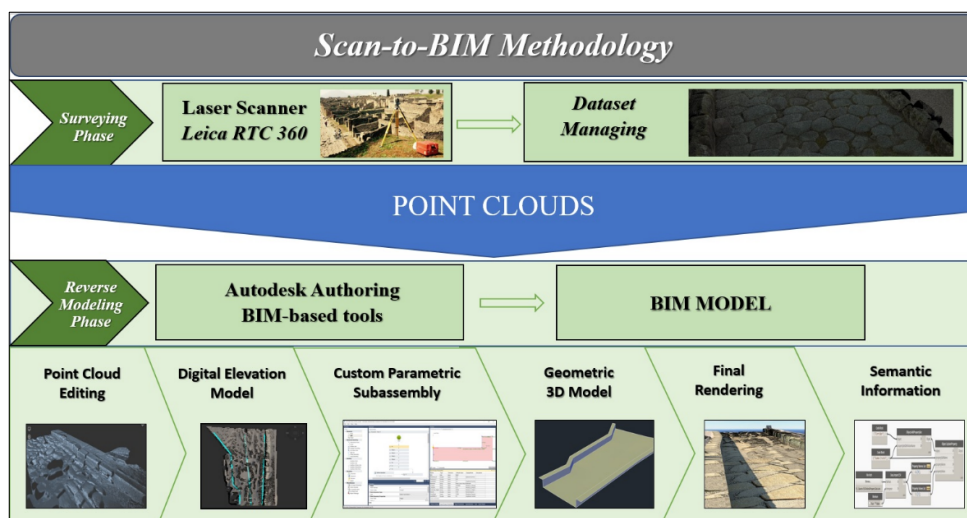 Scan-to-BIM Methodology
Surveying
Phase
Laser Scanner
Leica RTC 360
Dataset
Managing
POINT CLOUDS
Reverse
Modeling
Phase
Autodesk Authoring
BIM-based tools
BIM MODEL
Point Cloud
Editing
Digital Elevation
Model
Custom Parametric
Subassembly
Geometric
3D Model
Final
Rendering
Semantic
Information